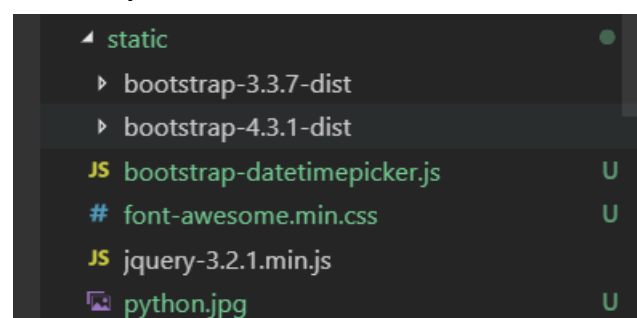 static
bootstrap-3.3.7-dist
bootstrap-4.3.1-dist
JS bootstrap-datetimepicker.js U
# font-awesome.min.css U
JS jquery-3.2.1.min.js
python.jpg U